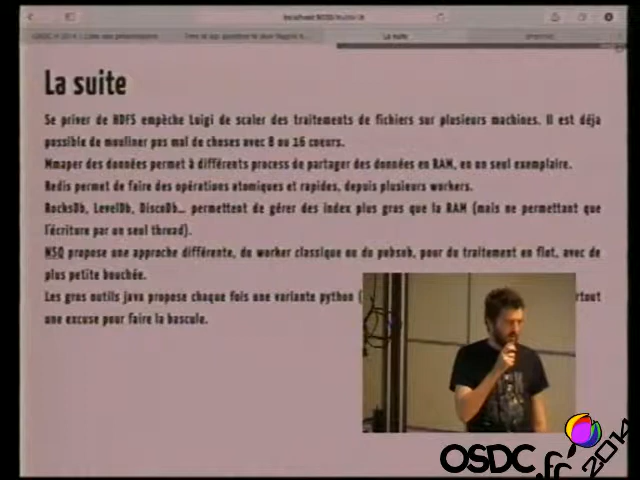 La suite
La suite
Se priver de HDFS empèche Luigi de scaler des traitements de fichiers sur plusieurs machines. Il est déja
possible de mouliner pas mal de choses avec 8 ou 16 coeurs.
Mmaper des données permet à différents process de partager des données en RAM, en un seul exemplaire.
Redis permet de faire des opérations atomiques et rapides, depuis plusieurs workers.
RocksDb, LevelDb, DiscoDb… permettent de gérer des index plus gros que la RAM (mais ne permettant que
l'écriture par un seul thread).
NSQ propose une approche différente, du worker classique ou du pubsub, pour du traitement en flot, avec de
plus petite bouchée.
Les gros outils java propose chaque fois une variante python (
une excuse pour faire la bascule.
OSDC.fr 2014